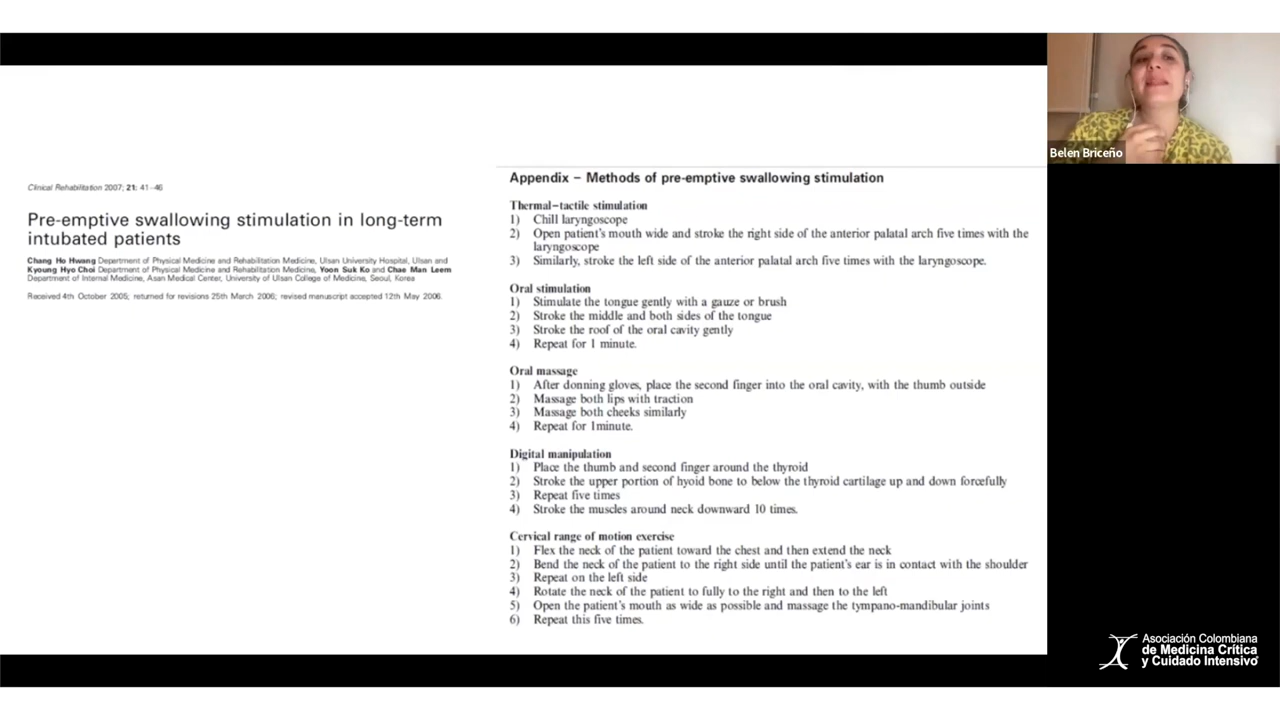 Clinical Rehabilitation 2007; 21: 41–46
Pre-emptive swallowing stimulation in long-term
intubated patients
Chang Ho Hwang Department of Physical Medicine and Rehabilitation Medicine, Ulsan University Hospital, Ulsan and
Kyoung Hyo Choi Department of Physical Medicine and Rehabilitation Medicine, Yoon Suk Ko and Chae Man Leem
Department of Internal Medicine, Asan Medical Center, University of Ulsan College of Medicine, Seoul, Korea
Received 4th October 2005; returned for revisions 25th March 2006; revised manuscript accepted 12th May 2006.
Appendix – Methods of pre-emptive swallowing stimulation
Thermal–tactile stimulation
1) Chill laryngoscope
2) Open patient's mouth wide and stroke the right side of the anterior palatal arch five times with the
laryngoscope
3) Similarly, stroke the left side of the anterior palatal arch five times with the laryngoscope.
Oral stimulation
1) Stimulate the tongue gently with a gauze or brush
2) Stroke the middle and both sides of the tongue
3) Stroke the roof of the oral cavity gently
4) Repeat for 1 minute.
Oral massage
1) After donning gloves, place the second finger into the oral cavity, with the thumb outside
2) Massage both lips with traction
3) Massage both cheeks similarly
4) Repeat for 1minute.
Digital manipulation
1) Place the thumb and second finger around the thyroid
2) Stroke the upper portion of hyoid bone to below the thyroid cartilage up and down forcefully
3) Repeat five times
4) Stroke the muscles around neck downward 10 times.
Cervical range of motion exercise
1) Flex the neck of the patient toward the chest and then extend the neck
2) Bend the neck of the patient to the right side until the patient's ear is in contact with the shoulder
3) Repeat on the left side
4) Rotate the neck of the patient to fully to the right and then to the left
5) Open the patient's mouth as wide as possible and massage the tympano-mandibular joints
6) Repeat this five times.
Belen Briceño
Asociación Colombiana
de Medicina Crítica
y Cuidado Intensivo